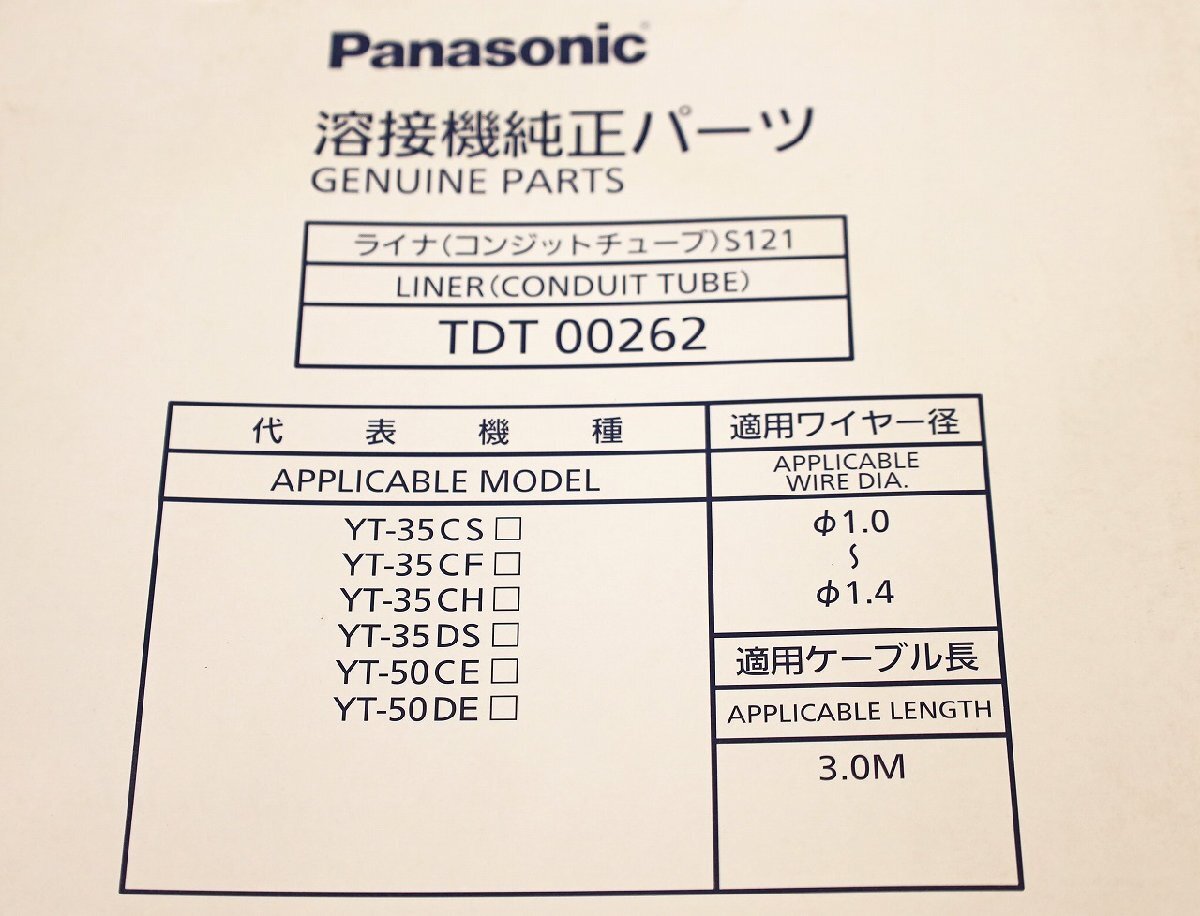 Panasonic
溶接機純正パーツ
GENUINE PARTS
ライナ(コンジットチューブ)S121
LINER(CONDUIT TUBE)
TDT 00262
代表機種
APPLICABLE MODEL
YT-35CS□
YT-35CF□
YT-35CH□
YT-35DS□
YT-50CE□
YT-50DE□
適用ワイヤー径
APPLICABLE
WIRE DIA.
φ1.0
~
φ1.4
適用ケーブル長
APPLICABLE LENGTH
3.0M